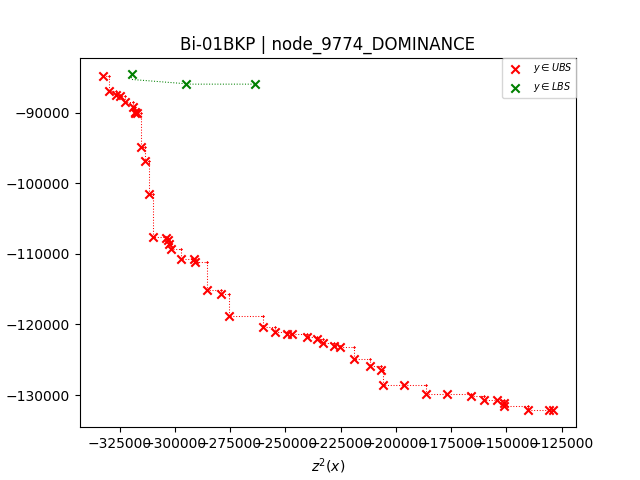 Bi-01BKP | node_9774_DOMINANCE
y ∈ UBS
y ∈ LBS
−90000
−100000
−110000
−120000
−130000
−325000 −300000 −275000 −250000 −225000 −200000 −175000 −150000 −125000
z²(x)